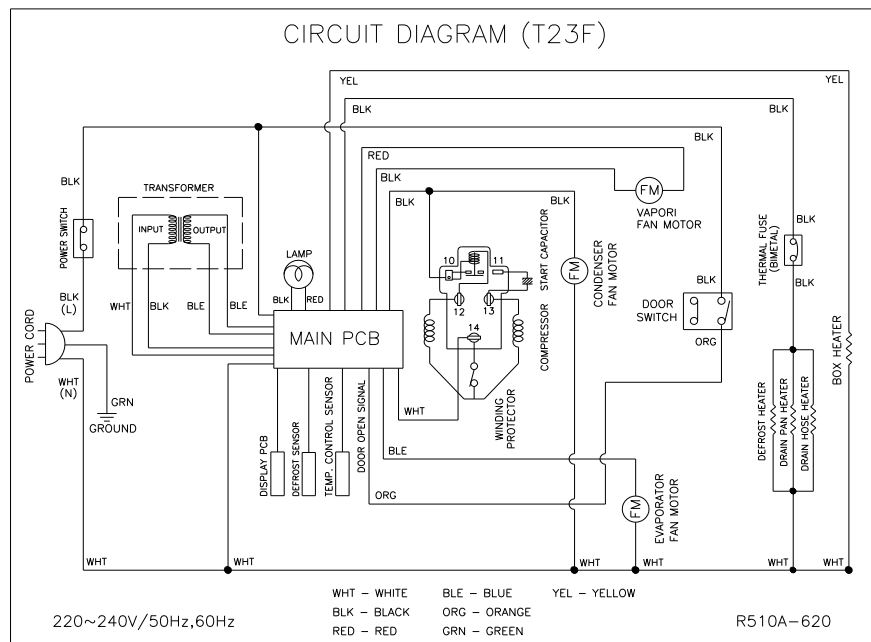 CIRCUIT DIAGRAM (T23F)
YEL
YEL
BLK
BLK
BLK
RED
BLK
BLK
BLK
BLK
TRANSFORMER
INPUT
OUTPUT
POWER SWITCH
FM
VAPORI
FAN MOTOR
BLK
THERMAL FUSE
(BIMETAL)
BLK
LAMP
10
11
START CAPACITOR
FM
CONDENSER
FAN MOTOR
BLK
(L)
WHT
BLK
BLE
BLE
BLK
RED
12
13
14
COMPRESSOR
BLK
DOOR
SWITCH
ORG
POWER CORD
MAIN PCB
BOX HEATER
WHT
(N)
GRN
GROUND
WHT
WINDING
PROTECTOR
DISPLAY PCB
DEFROST SENSOR
TEMP. CONTROL SENSOR
DOOR OPEN SIGNAL
BLE
ORG
FM
EVAPORATOR
FAN MOTOR
DEFROST HEATER
DRAIN PAN HEATER
DRAIN HOSE HEATER
WHT
WHT
WHT
WHT
WHT
WHT
WHT - WHITE
BLE - BLUE
YEL - YELLOW
BLK - BLACK
ORG - ORANGE
RED - RED
GRN - GREEN
220~240V/50Hz,60Hz
R510A-620